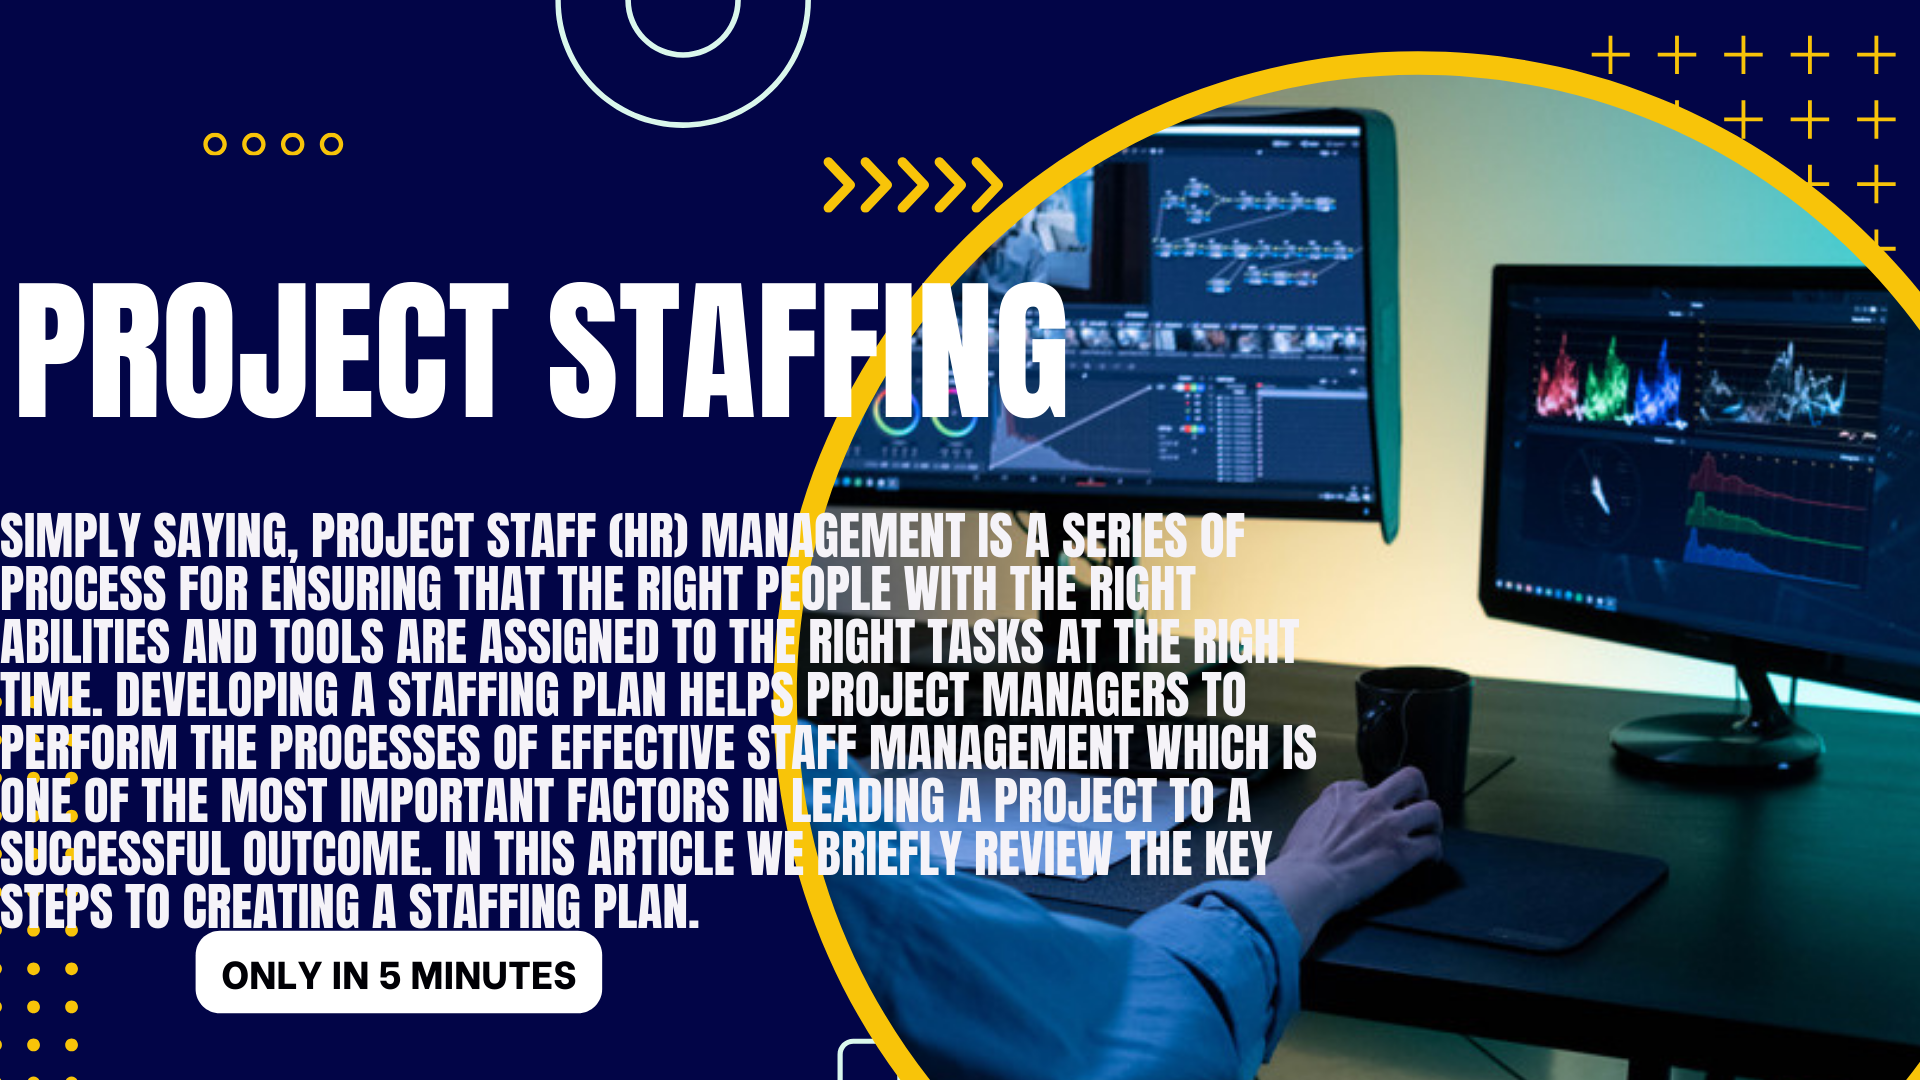 PROJECT STAFFING
SIMPLY SAYING, PROJECT STAFF (HR) MANAGEMENT IS A SERIES OF
PROCESS FOR ENSURING THAT THE RIGHT PEOPLE WITH THE RIGHT
ABILITIES AND TOOLS ARE ASSIGNED TO THE RIGHT TASKS AT THE RIGHT
TIME. DEVELOPING A STAFFING PLAN HELPS PROJECT MANAGERS TO
PERFORM THE PROCESSES OF EFFECTIVE STAFF MANAGEMENT WHICH IS
ONE OF THE MOST IMPORTANT FACTORS IN LEADING A PROJECT TO A
SUCCESSFUL OUTCOME. IN THIS ARTICLE WE BRIEFLY REVIEW THE KEY
STEPS TO CREATING A STAFFING PLAN.
ONLY IN 5 MINUTES